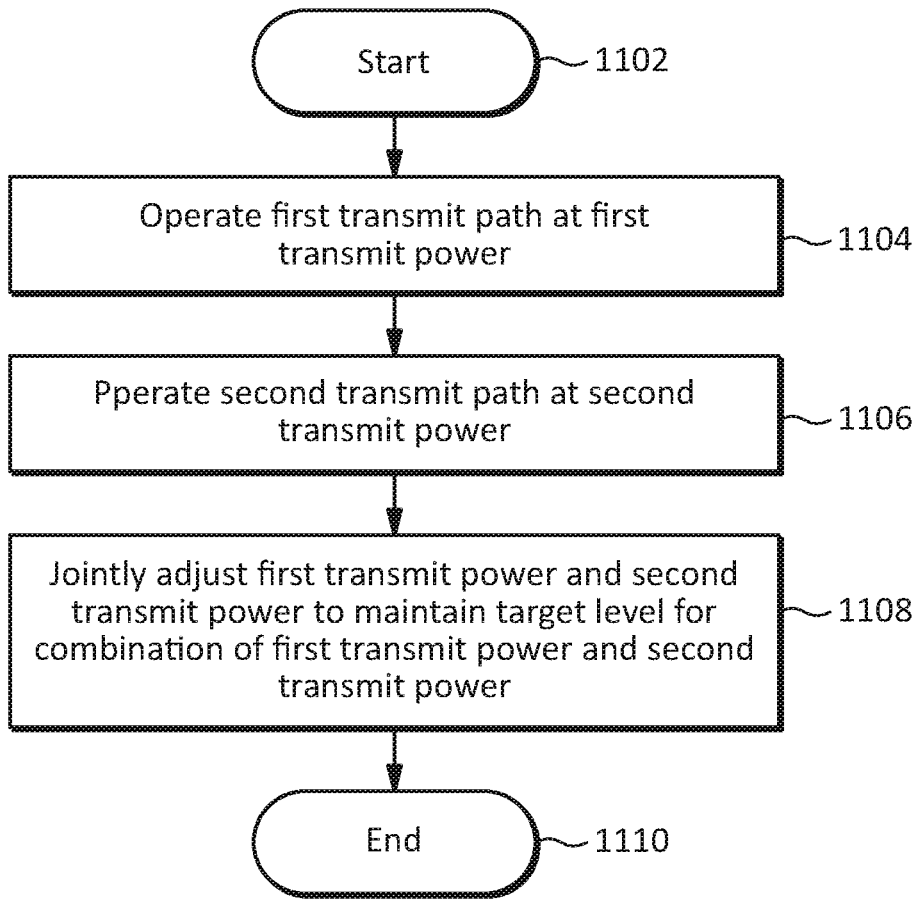 Start
1102
Operate first transmit path at first
transmit power
1104
Pperate second transmit path at second
transmit power
1106
Jointly adjust first transmit power and second
transmit power to maintain target level for
combination of first transmit power and second
transmit power
1108
End
1110